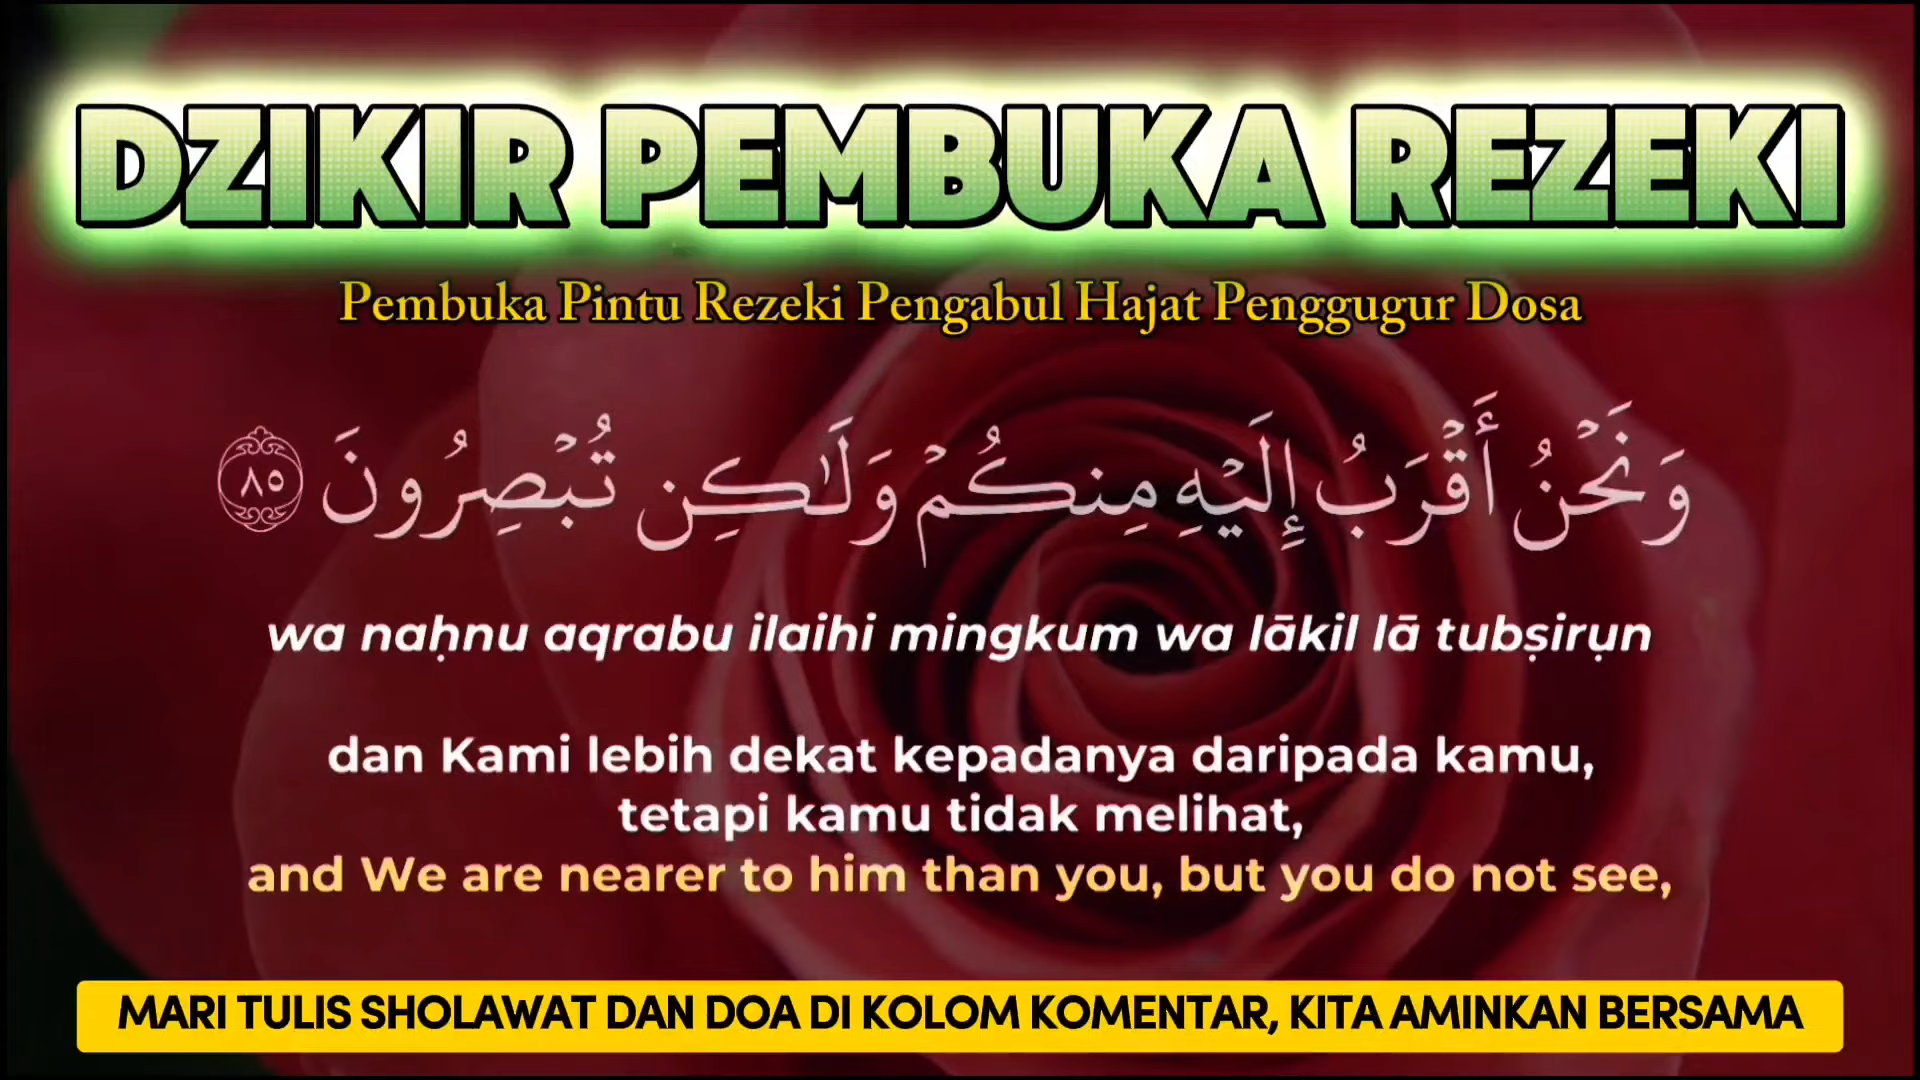 DZIKIR PEMBUKA REZEKI
Pembuka Pintu Rezeki Pengabul Hajat Penggugur Dosa
وَنَحْنُ أَقْرَبُ إِلَيْهِ مِنكُمْ وَلَٰكِن تُبْصِرُونَ ٨٥
wa naḥnu aqrabu ilaihi mingkum wa lākil lā tubṣirụn
dan Kami lebih dekat kepadanya daripada kamu,
tetapi kamu tidak melihat,
and We are nearer to him than you, but you do not see,
MARI TULIS SHOLAWAT DAN DOA DI KOLOM KOMENTAR, KITA AMINKAN BERSAMA